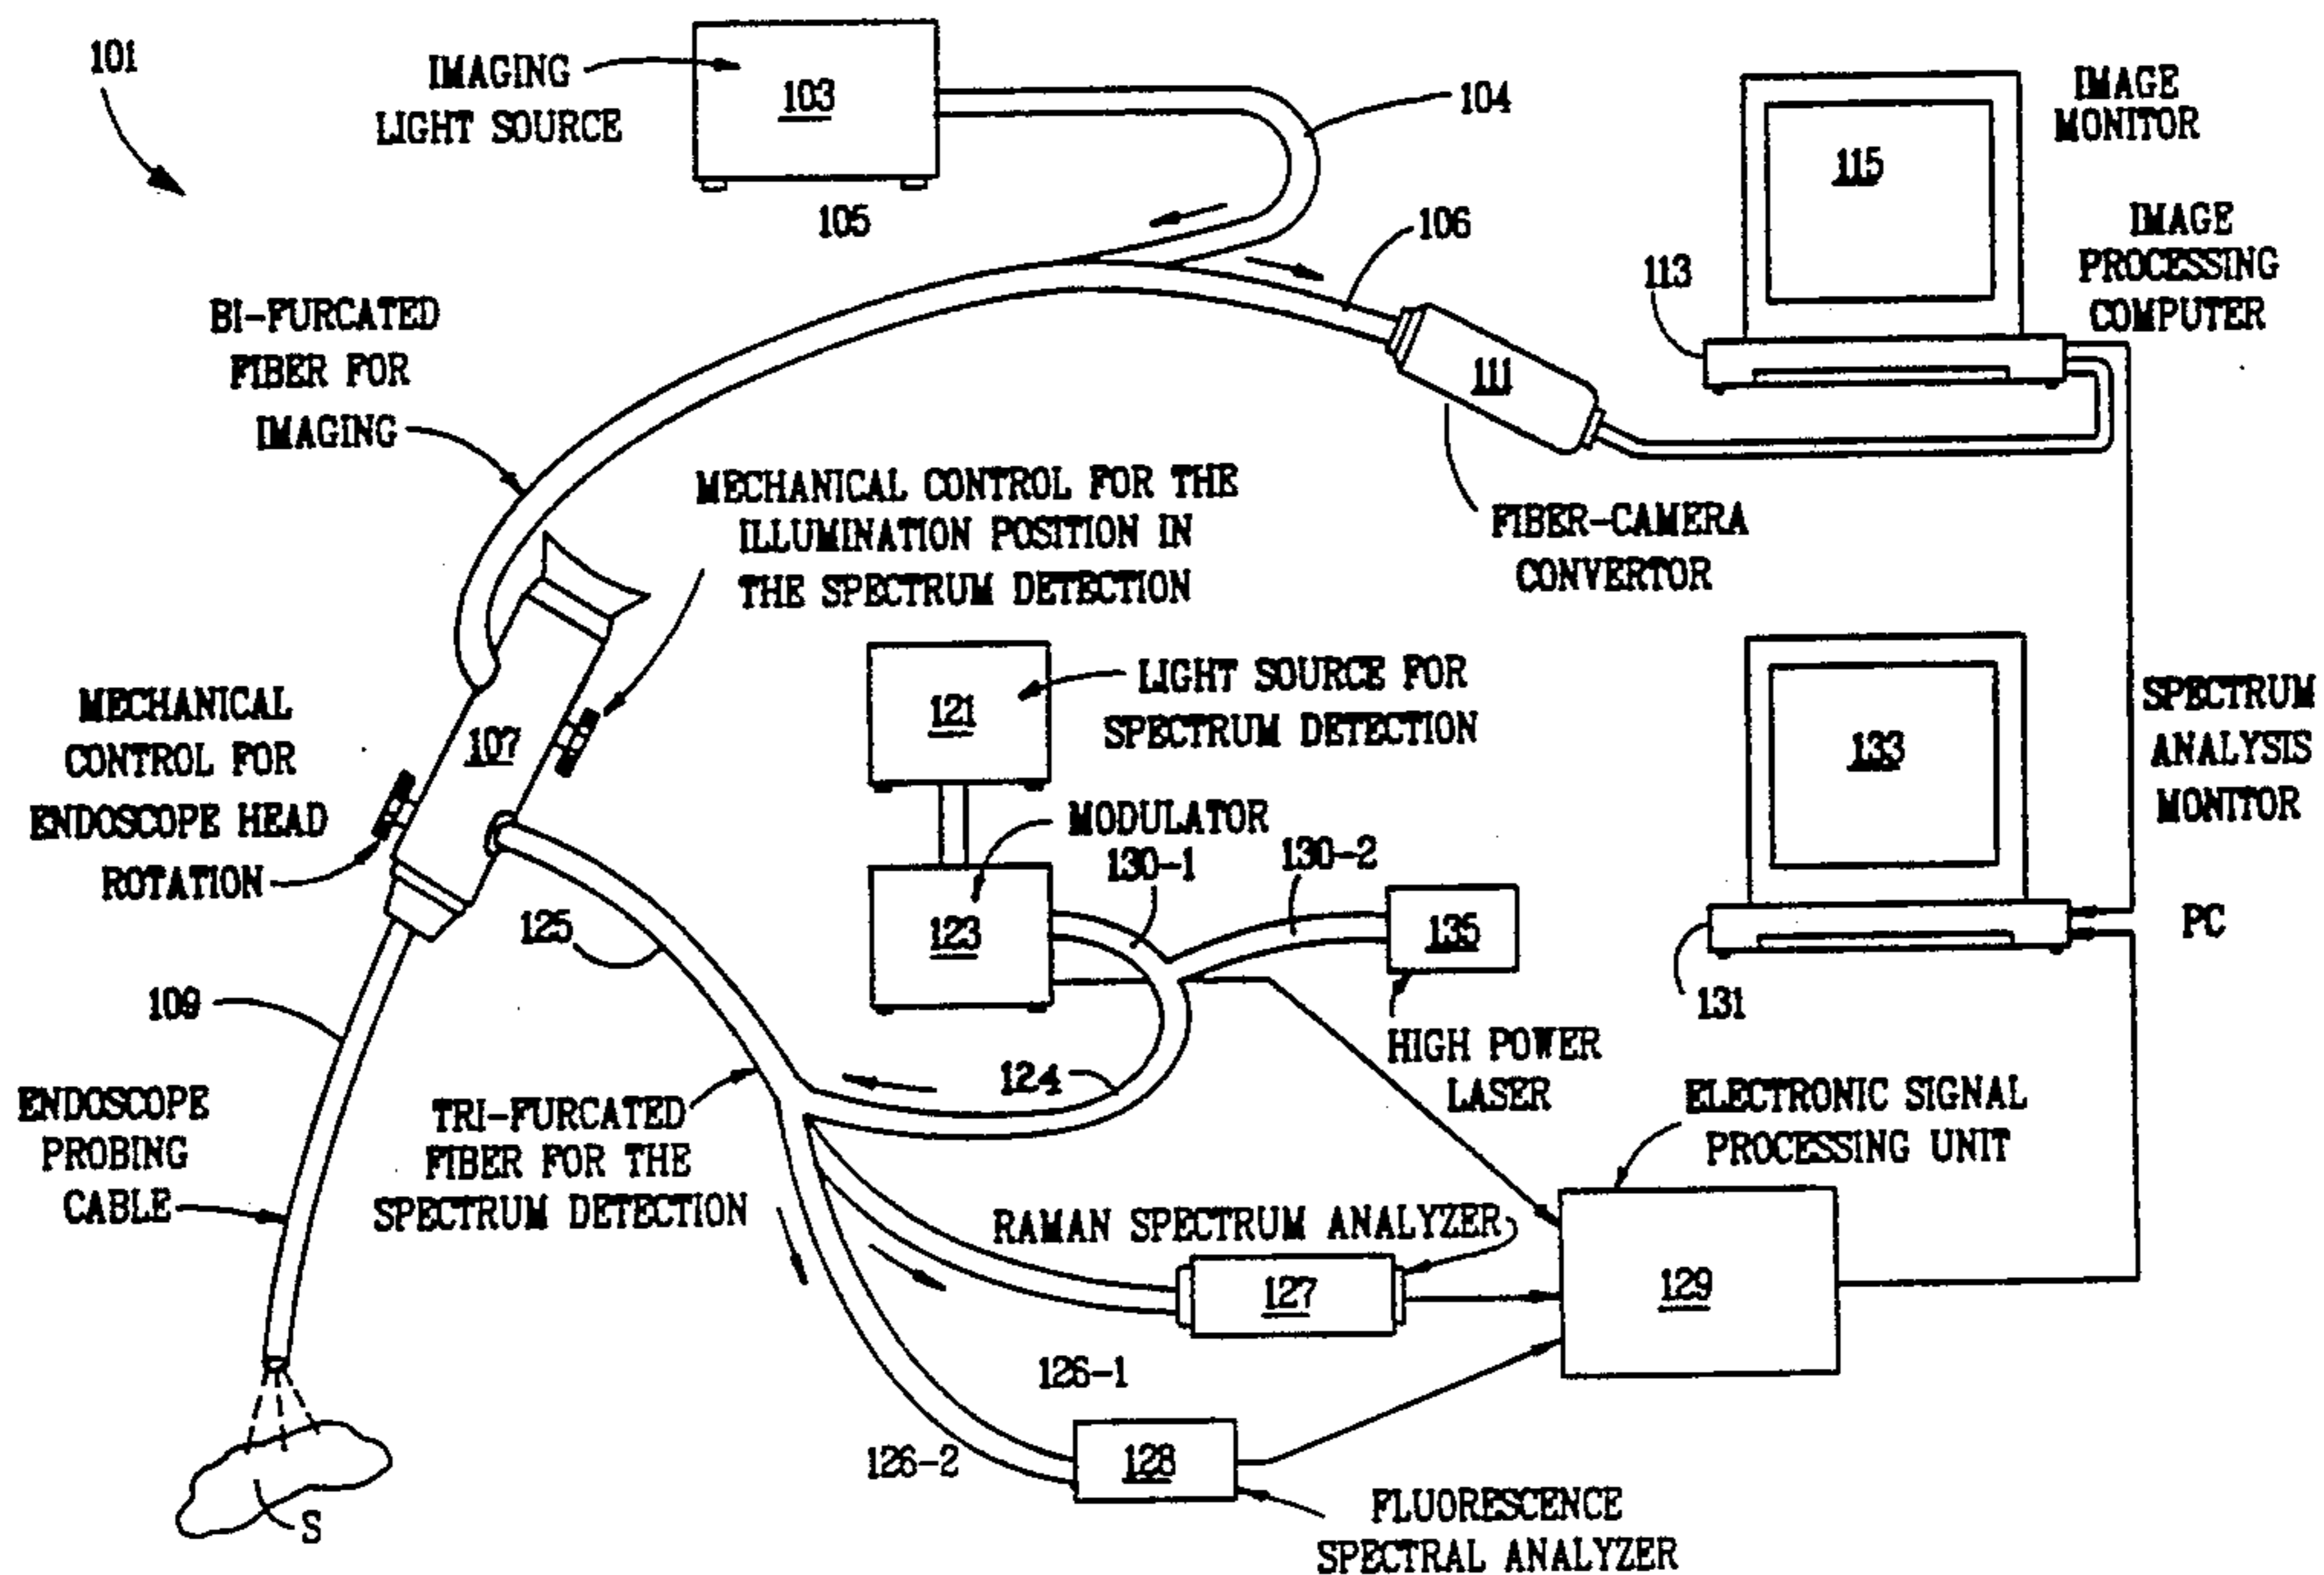 101
IMAGING
LIGHT SOURCE
103
104
105
106
IMAGE
MONITOR
115
IMAGE
PROCESSING
COMPUTER
113
BI-FURCATED
FIBER FOR
IMAGING
111
FIBER-CAMERA
CONVERTOR
MECHANICAL CONTROL FOR THE
ILLUMINATION POSITION IN
THE SPECTRUM DETECTION
MECHANICAL
CONTROL FOR
ENDOSCOPE HEAD
ROTATION
107
121
LIGHT SOURCE FOR
SPECTRUM DETECTION
MODULATOR
123
130-1
130-2
135
HIGH POWER
LASER
133
SPECTRUM
ANALYSIS
MONITOR
PC
131
125
109
ENDOSCOPE
PROBING
CABLE
124
TRI-FURCATED
FIBER FOR THE
SPECTRUM DETECTION
ELECTRONIC SIGNAL
PROCESSING UNIT
RAMAN SPECTRUM ANALYZER
127
129
126-1
126-2
128
FLUORESCENCE
SPECTRAL ANALYZER
S